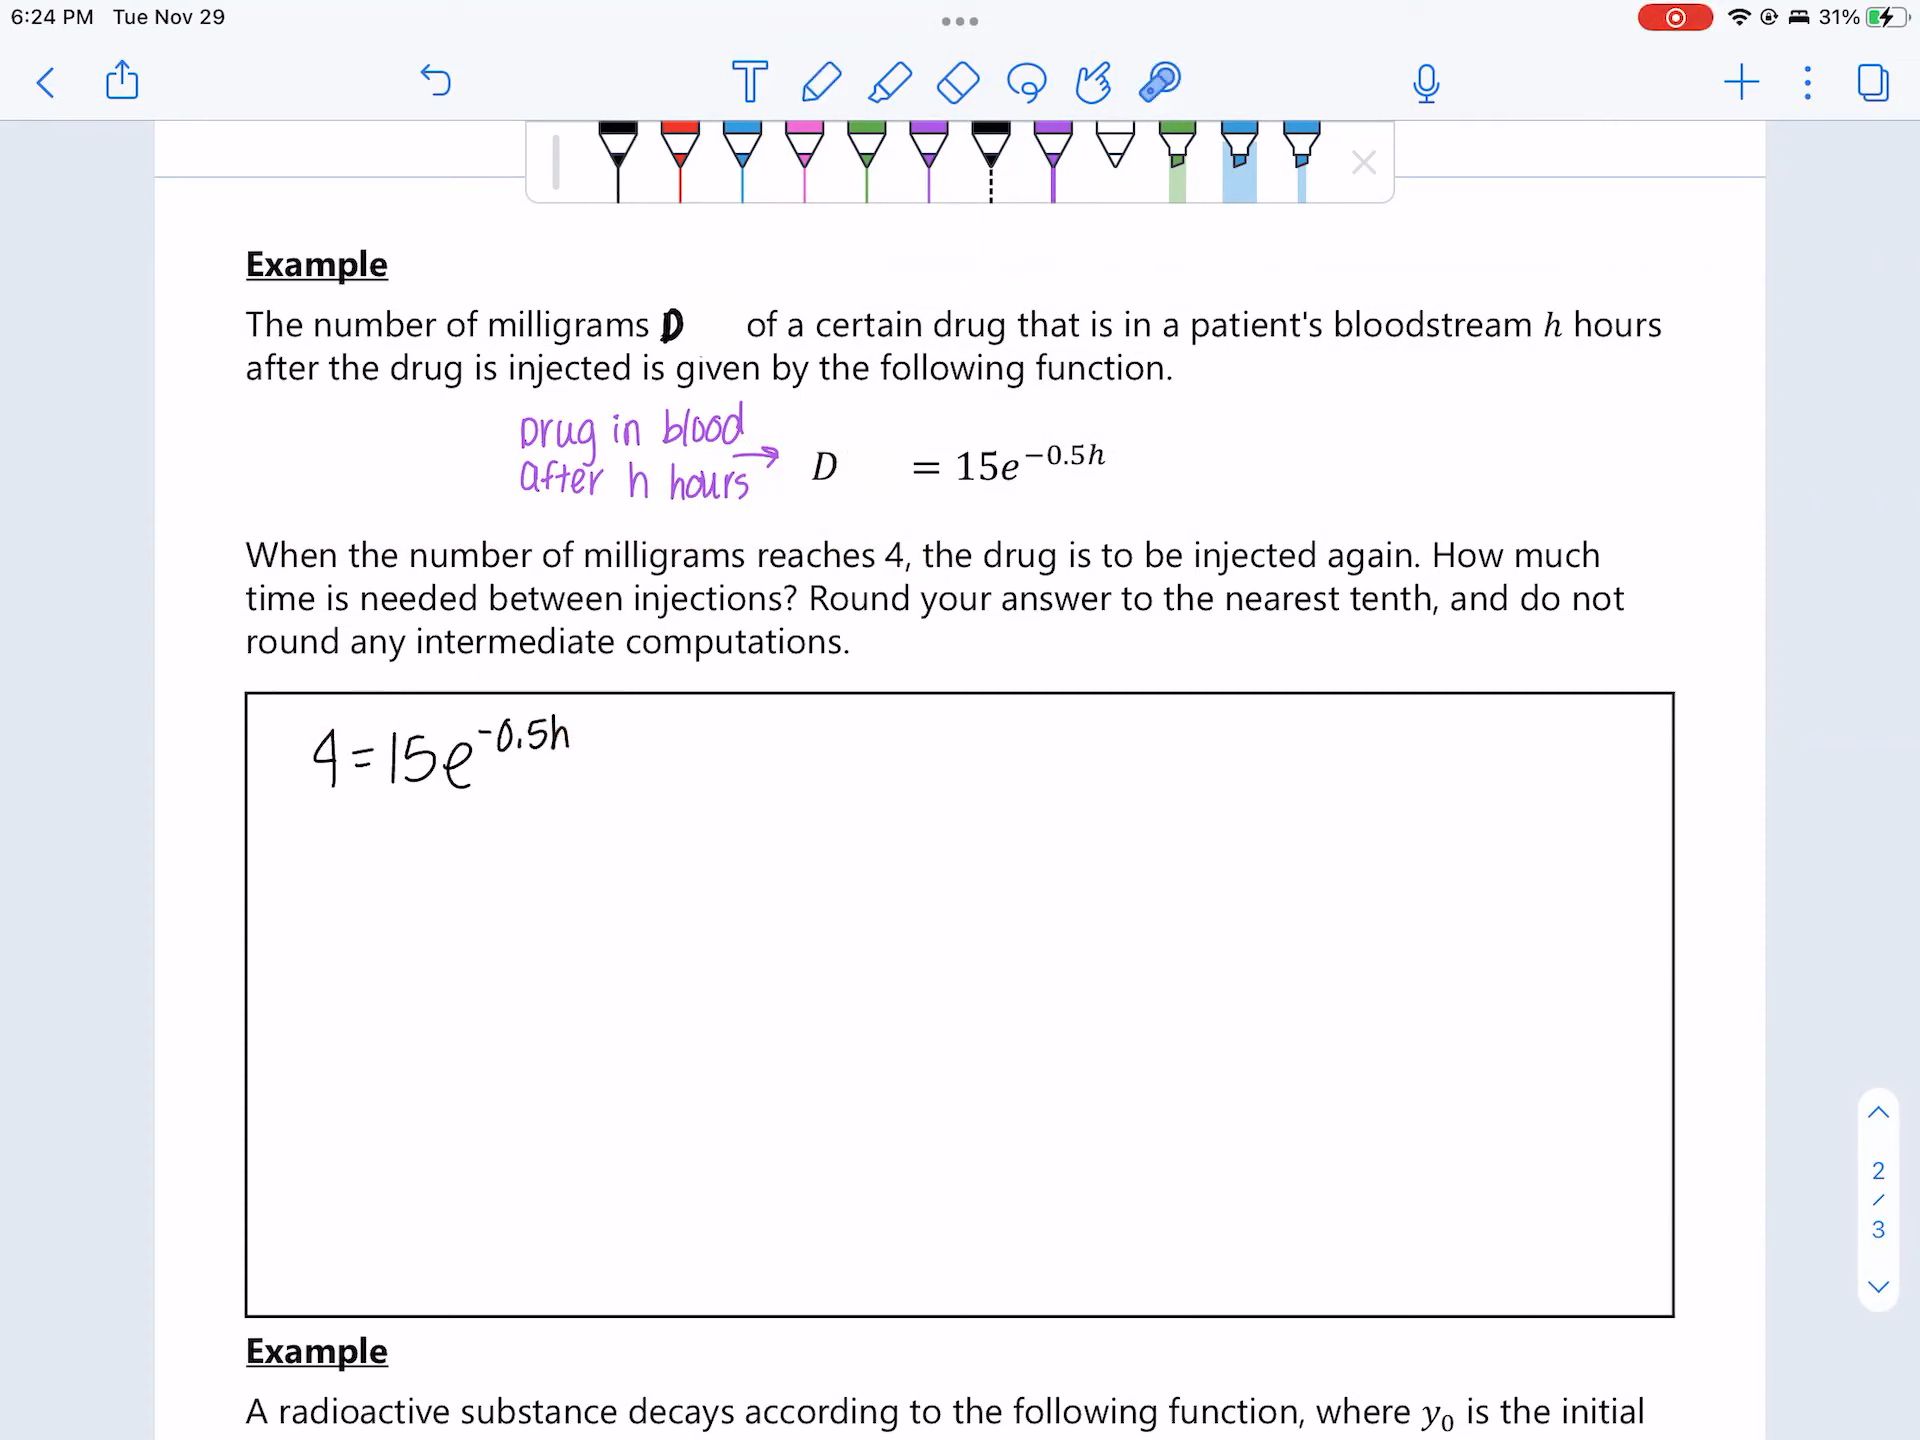 6:24 PM Tue Nov 29
31%
Example
The number of milligrams D of a certain drug that is in a patient's bloodstream h hours
after the drug is injected is given by the following function.
Drug in blood
After h hours → D = 15e^{-0.5h}
When the number of milligrams reaches 4, the drug is to be injected again. How much
time is needed between injections? Round your answer to the nearest tenth, and do not
round any intermediate computations.
4=15e^{-0.5h}
2
/
3
Example
A radioactive substance decays according to the following function, where y₀ is the initial